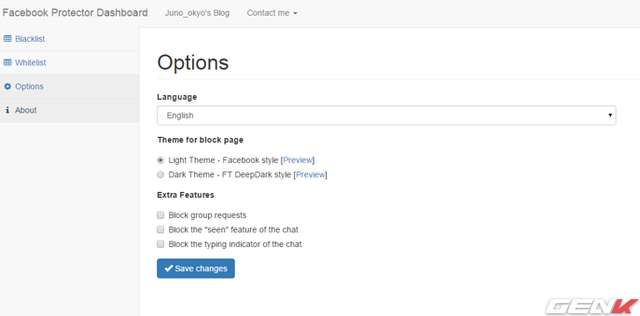 Facebook Protector Dashboard Juno_okyo's Blog Contact me
Blacklist
Whitelist
Options
About
Options
Language
English
Theme for block page
Light Theme - Facebook style [Preview]
Dark Theme - FT DeepDark style [Preview]
Extra Features
Block group requests
Block the "seen" feature of the chat
Block the typing indicator of the chat
Save changes
GENK